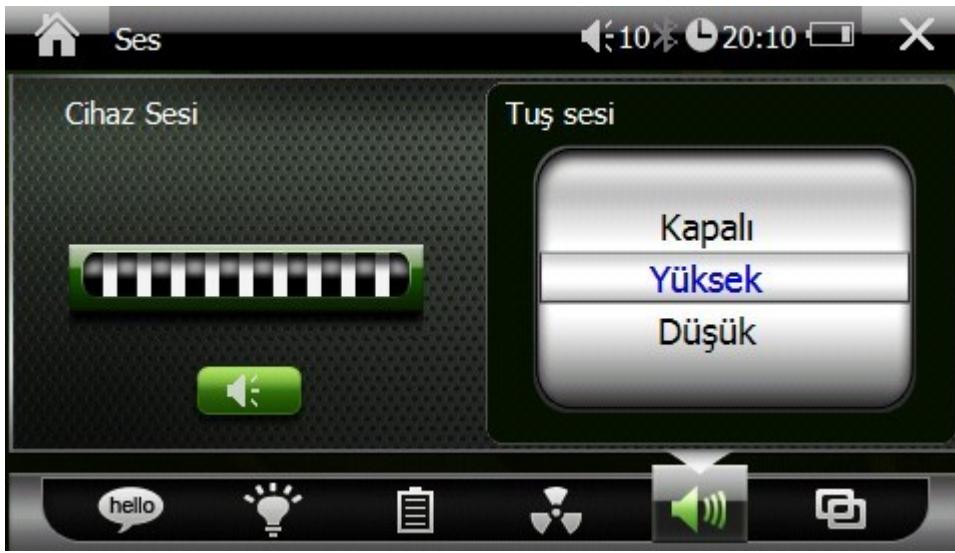 Ses
10
20:10
Cihaz Sesi
Tuş sesi
Kapalı
Yüksek
Düşük
hello